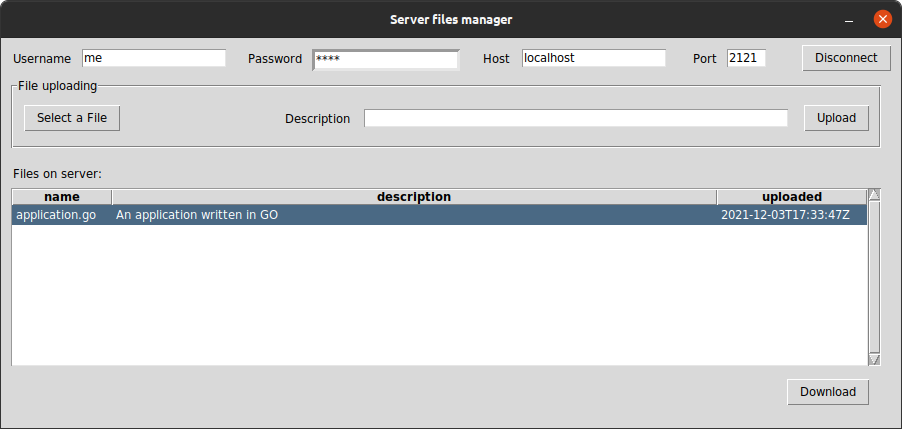 Server files manager
Username me Password **** Host localhost Port 2121 Disconnect
File uploading
Select a File Description Upload
Files on server:
name description uploaded
application.go An application written in GO 2021-12-03T17:33:47Z
Download